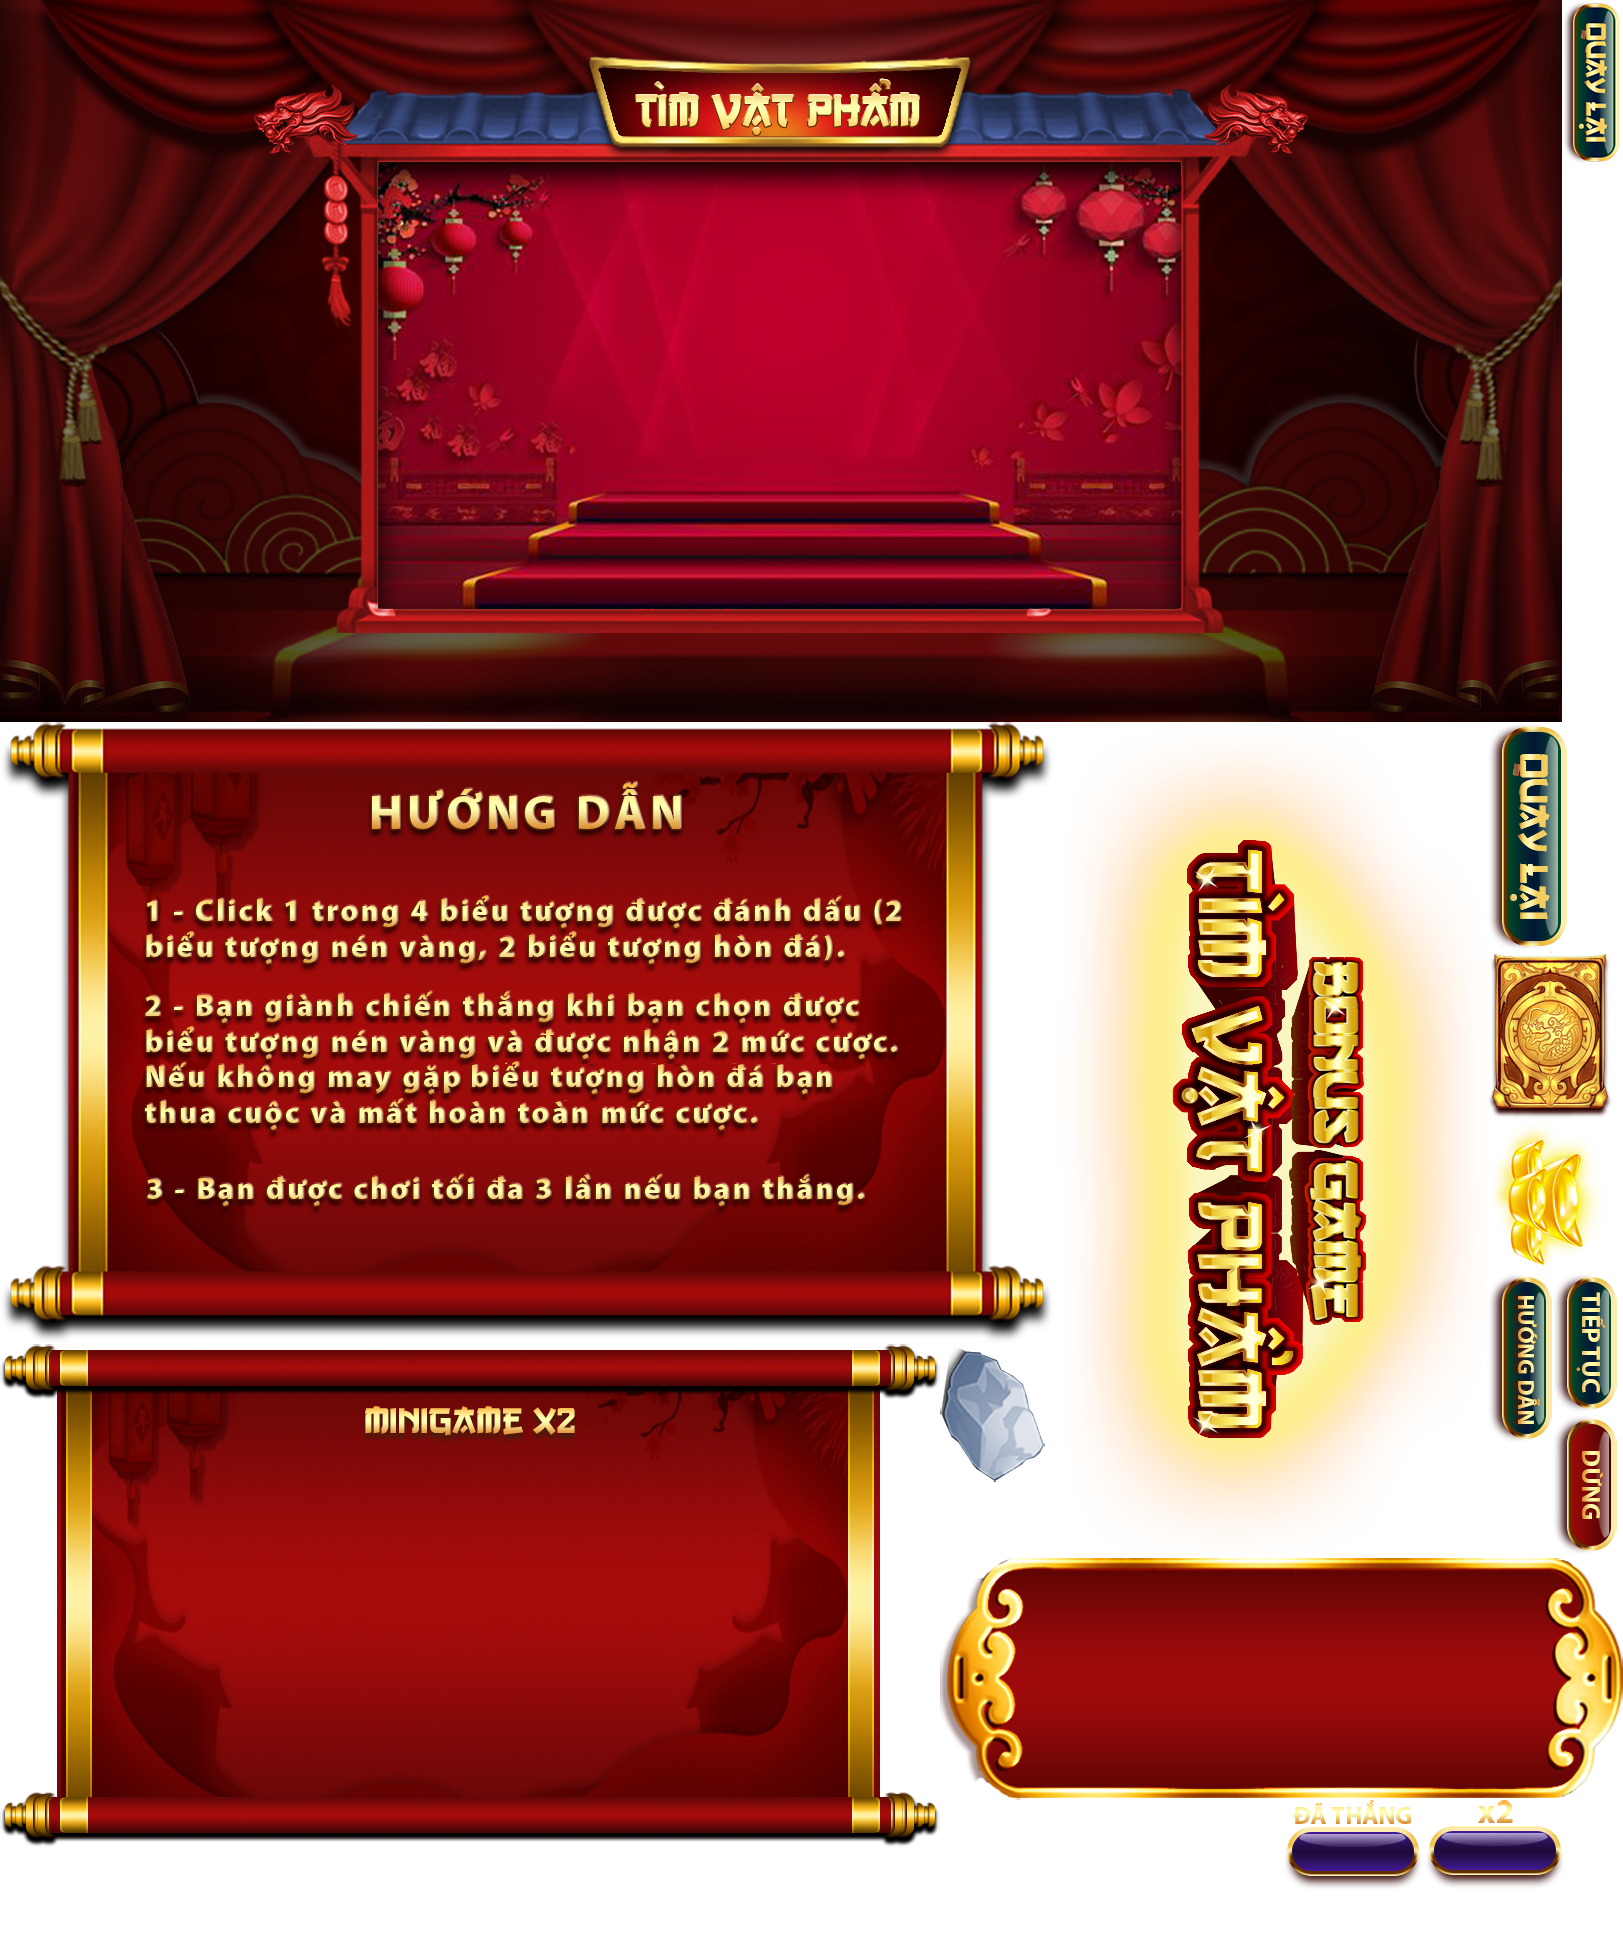 TÌM VẬT PHẨM
QUAY LẠI
HƯỚNG DẪN
1 - Click 1 trong 4 biểu tượng được đánh dấu (2
biểu tượng nén vàng, 2 biểu tượng hòn đá).
2 - Bạn giành chiến thắng khi bạn chọn được
biểu tượng nén vàng và được nhận 2 mức cược.
Nếu không may gặp biểu tượng hòn đá bạn
thua cuộc và mất hoàn toàn mức cược.
3 - Bạn được chơi tối đa 3 lần nếu bạn thắng.
BONUS GAME
TÌM VẬT PHẨM
QUAY LẠI
HƯỚNG DẪN
TIẾP TỤC
DỪNG
MINIGAME X2
ĐÃ THẮNG
X2